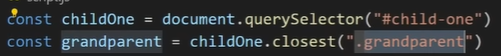 const childOne = document.querySelector("#child-one")
const grandparent = childOne.closest(".grandparent")